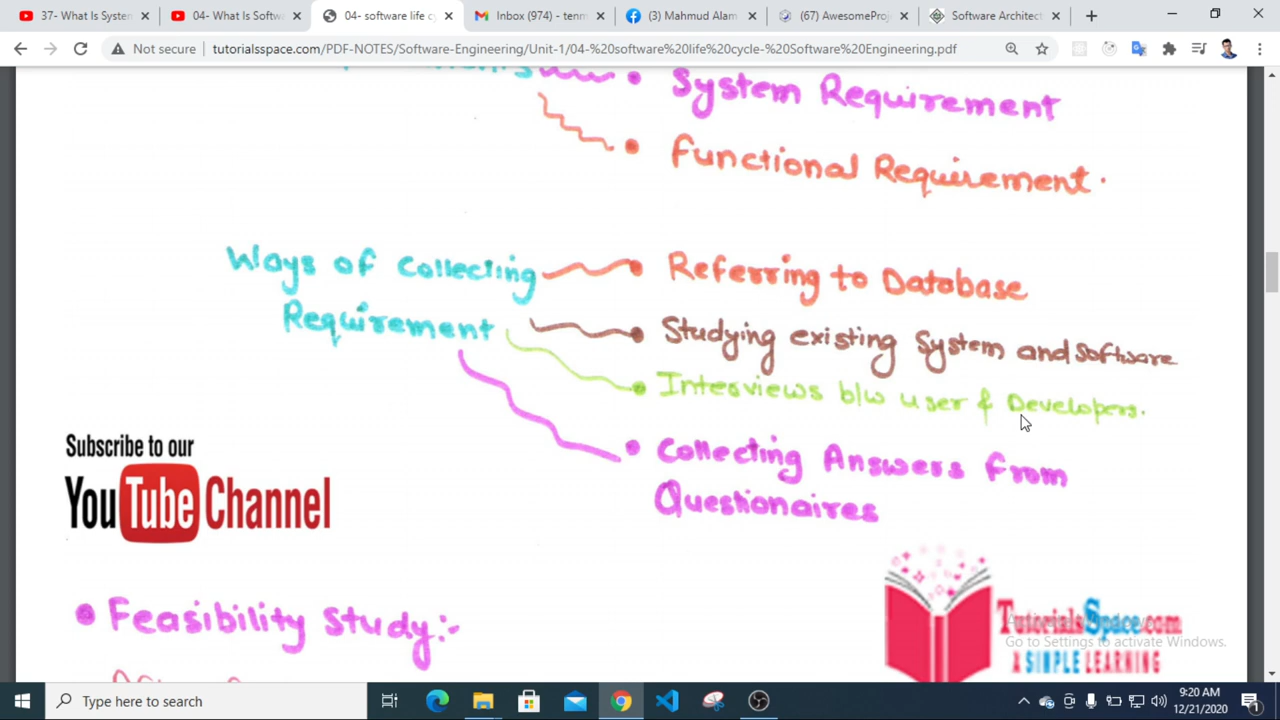 37- What Is System
04- What Is Softw
04- software life cy
Inbox (974) - tenm
(3) Mahmud Alam
(67) AwesomeProj
Software Architect
Not secure
tutorialsspace.com/PDF-NOTES/Software-Engineering/Unit-1/04-%20software%20life%20cycle-%20Software%20Engineering.pdf
System Requirement
Functional Requirement.
Ways of Collecting
Requirement
Referring to Database
Studying existing System and Software
Interviews b/w user & Developers.
Collecting Answers from
Questionaires
Subscribe to our
YouTube Channel
Feasibility study:-
TutorialsSpace.com
A SIMPLE LEARNING
Go to Settings to activate Windows.
Type here to search
9:20 AM
12/21/2020